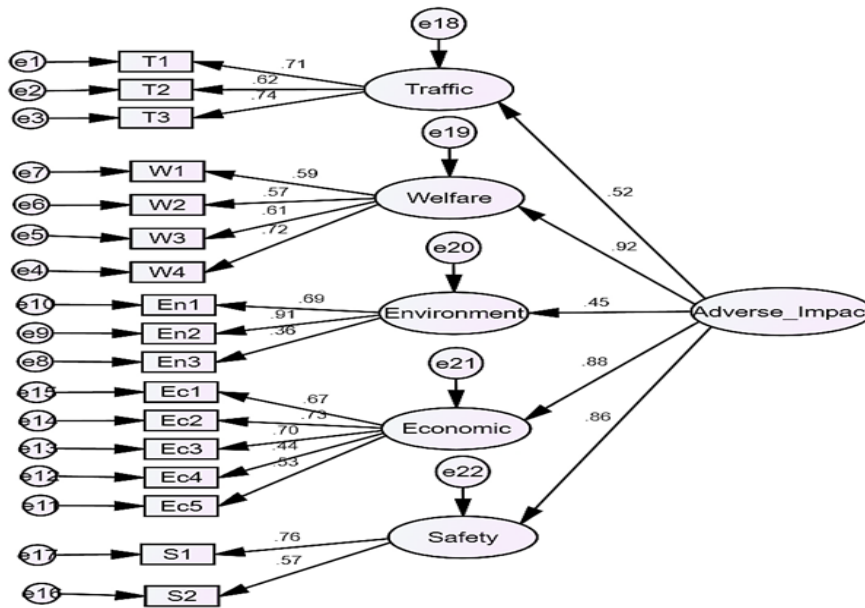 e18
e1 T1 .71
e2 T2 .62 Traffic
e3 T3 .74
e19
e7 W1 .59
e6 W2 .57 Welfare .52
e5 W3 .61 .92
e4 W4 .72
e20
e10 En1 .69
e9 En2 .91 Environment .45 Adverse_Impac
e8 En3 .36
e21
e15 Ec1 .67 .88
e14 Ec2 .73
e13 Ec3 .70 Economic .86
e12 Ec4 .44
e11 Ec5 .53
e22
e17 S1 .76 Safety
e16 S2 .57